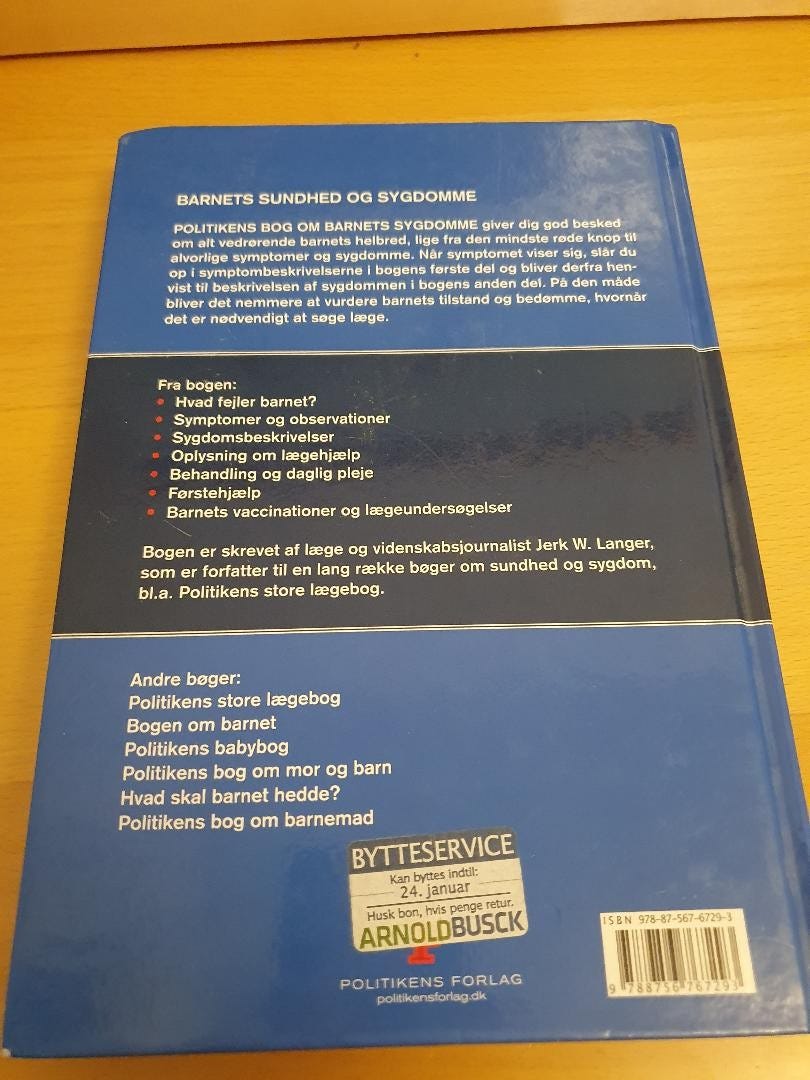 BARNETS SUNDHED OG SYGDOMME
POLITIKENS BOG OM BARNETS SYGDOMME giver dig god besked
om alt vedrørende barnets helbred, lige fra den mindste røde knop til
alvorlige symptomer og sygdomme. Når symptomet viser sig, slår du
op i symptombeskrivelserne i bogens første del og bliver derfra hen-
vist til beskrivelsen af sygdommen i bogens anden del. På den måde
bliver det nemmere at vurdere barnets tilstand og bedømme, hvornår
det er nødvendigt at søge læge.
Fra bogen:
• Hvad fejler barnet?
• Symptomer og observationer
• Sygdomsbeskrivelser
• Oplysning om lægehjælp
• Behandling og daglig pleje
• Førstehjælp
• Barnets vaccinationer og lægeundersøgelser
Bogen er skrevet af læge og videnskabsjournalist Jerk W. Langer,
som er forfatter til en lang række bøger om sundhed og sygdom,
bl.a. Politikens store lægebog.
Andre bøger:
Politikens store lægebog
Bogen om barnet
Politikens babybog
Politikens bog om mor og barn
Hvad skal barnet hedde?
Politikens bog om barnemad
BYTTESERVICE
Kan byttes indtil:
24. januar
Husk bon, hvis penge retur.
ARNOLDBUSCK
POLITIKENS FORLAG
politikensforlag.dk
ISBN 978-87-567-6729-3
9 788756 767293